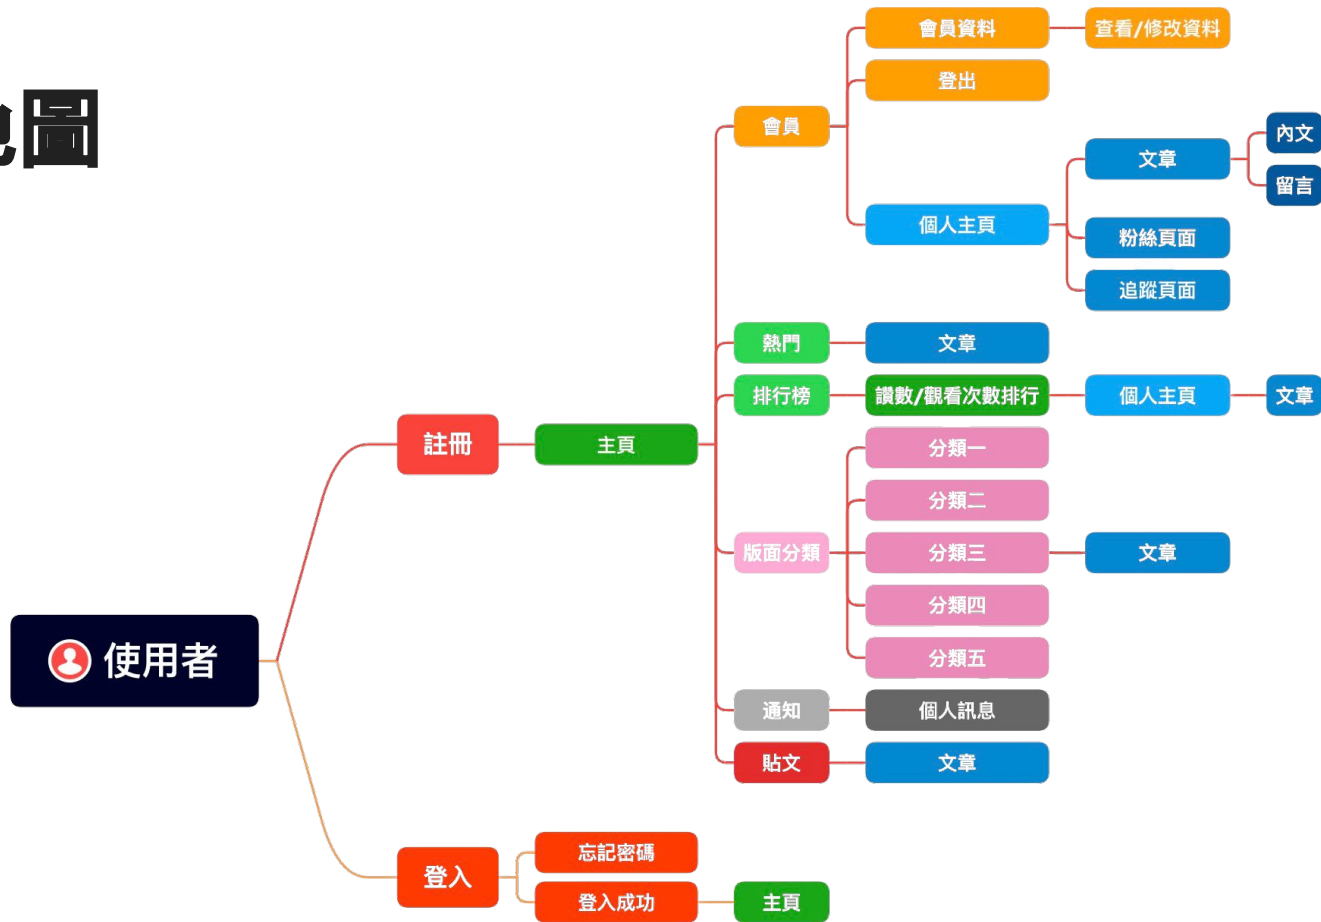 地圖
使用者
註冊
主頁
會員
會員資料
查看/修改資料
登出
個人主頁
文章
內文
留言
粉絲頁面
追蹤頁面
熱門
文章
排行榜
讚數/觀看次數排行
個人主頁
文章
版面分類
分類一
分類二
分類三
文章
分類四
分類五
通知
個人訊息
貼文
文章
登入
忘記密碼
登入成功
主頁